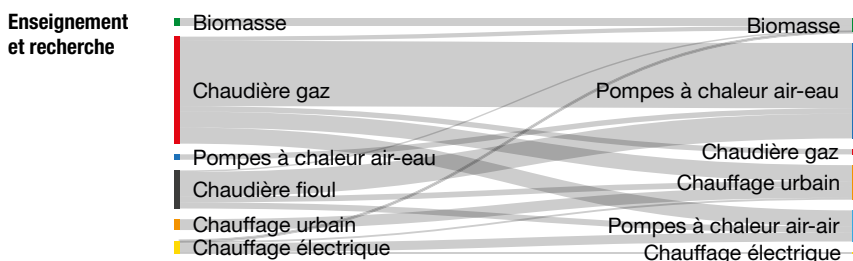 Enseignement
et recherche
Biomasse
Chaudière gaz
Pompes à chaleur air-eau
Chaudière fioul
Chauffage urbain
Chauffage électrique
Biomasse
Pompes à chaleur air-eau
Chaudière gaz
Chauffage urbain
Pompes à chaleur air-air
Chauffage électrique